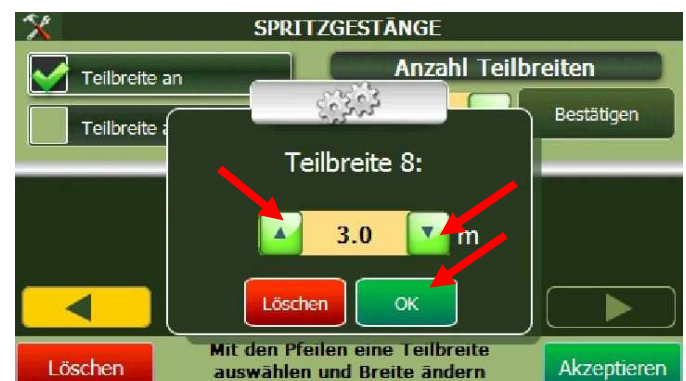 SPRITZGESTÄNGE
Teilbreite an
Anzahl Teilbreiten
Teilbreite
Bestätigen
Teilbreite 8:
3.0
m
Löschen
OK
Löschen
Mit den Pfeilen eine Teilbreite
auswählen und Breite ändern
Akzeptieren